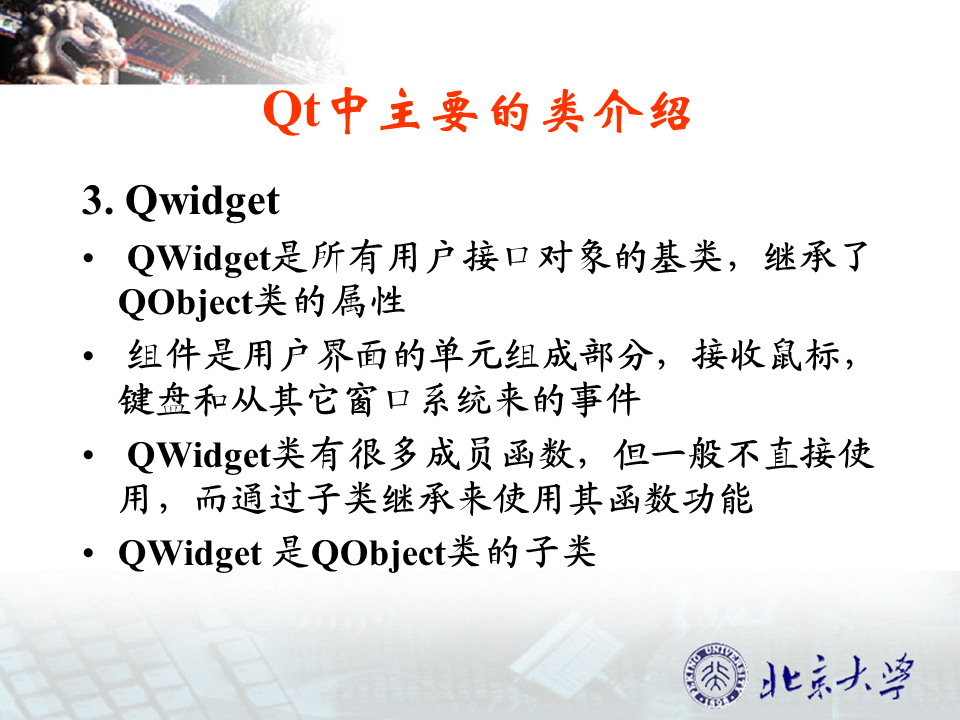 Qt中主要的类介绍
3. Qwidget
• QWidget是所有用户接口对象的基类，继承了
QObject类的属性
• 组件是用户界面的单元组成部分，接收鼠标，
键盘和从其它窗口系统来的事件
• QWidget类有很多成员函数，但一般不直接使
用，而通过子类继承来使用其函数功能
• QWidget 是QObject类的子类
PEKING UNIVERSITY
1898
北京大学